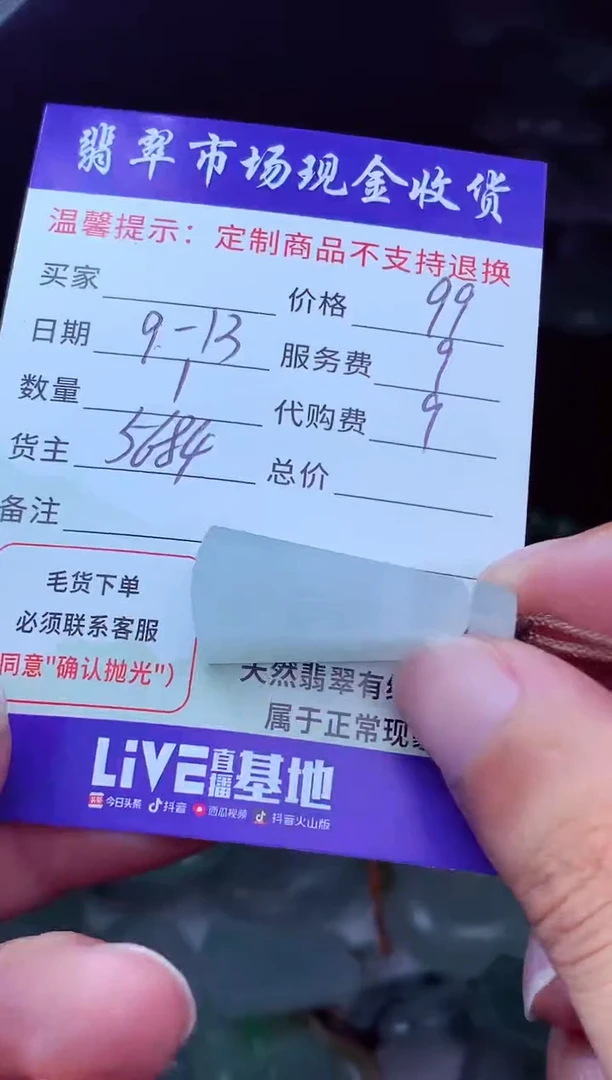 翡翠市场现金收货
温馨提示：定制商品不支持退换
买家 价格 99
日期 9-13 服务费 9
数量 1 代购费 9
货主 5684 总价
备注
毛货下单
必须联系客服
同意"确认抛光")
天然翡翠有
属于正常现
LiVE直播基地
今日头条 抖音 西瓜视频 抖音火山版